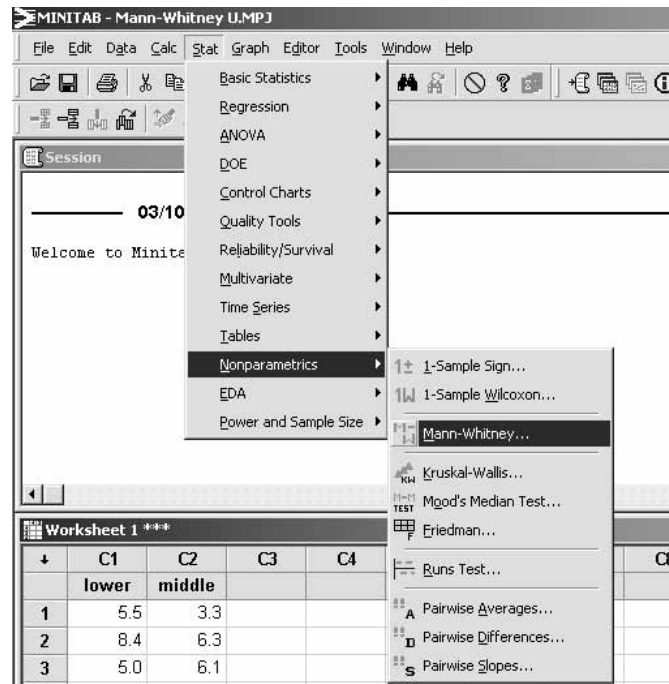 MINITAB - Mann-Whitney U.MPJ
File Edit Data Calc Stat Graph Editor Tools Window Help
Basic Statistics
Regression
ANOVA
DOE
Control Charts
Quality Tools
Reliability/Survival
Multivariate
Time Series
Tables
Nonparametrics
EDA
Power and Sample Size
Session
03/10
Welcome to Minita
1-Sample Sign...
1-Sample Wilcoxon...
Mann-Whitney...
Kruskal-Wallis...
Mood's Median Test...
Friedman...
Runs Test...
Pairwise Averages...
Pairwise Differences...
Pairwise Slopes...
Worksheet 1 ***
C1 C2 C3 C4
lower middle
1 5.5 3.3
2 8.4 6.3
3 5.0 6.1